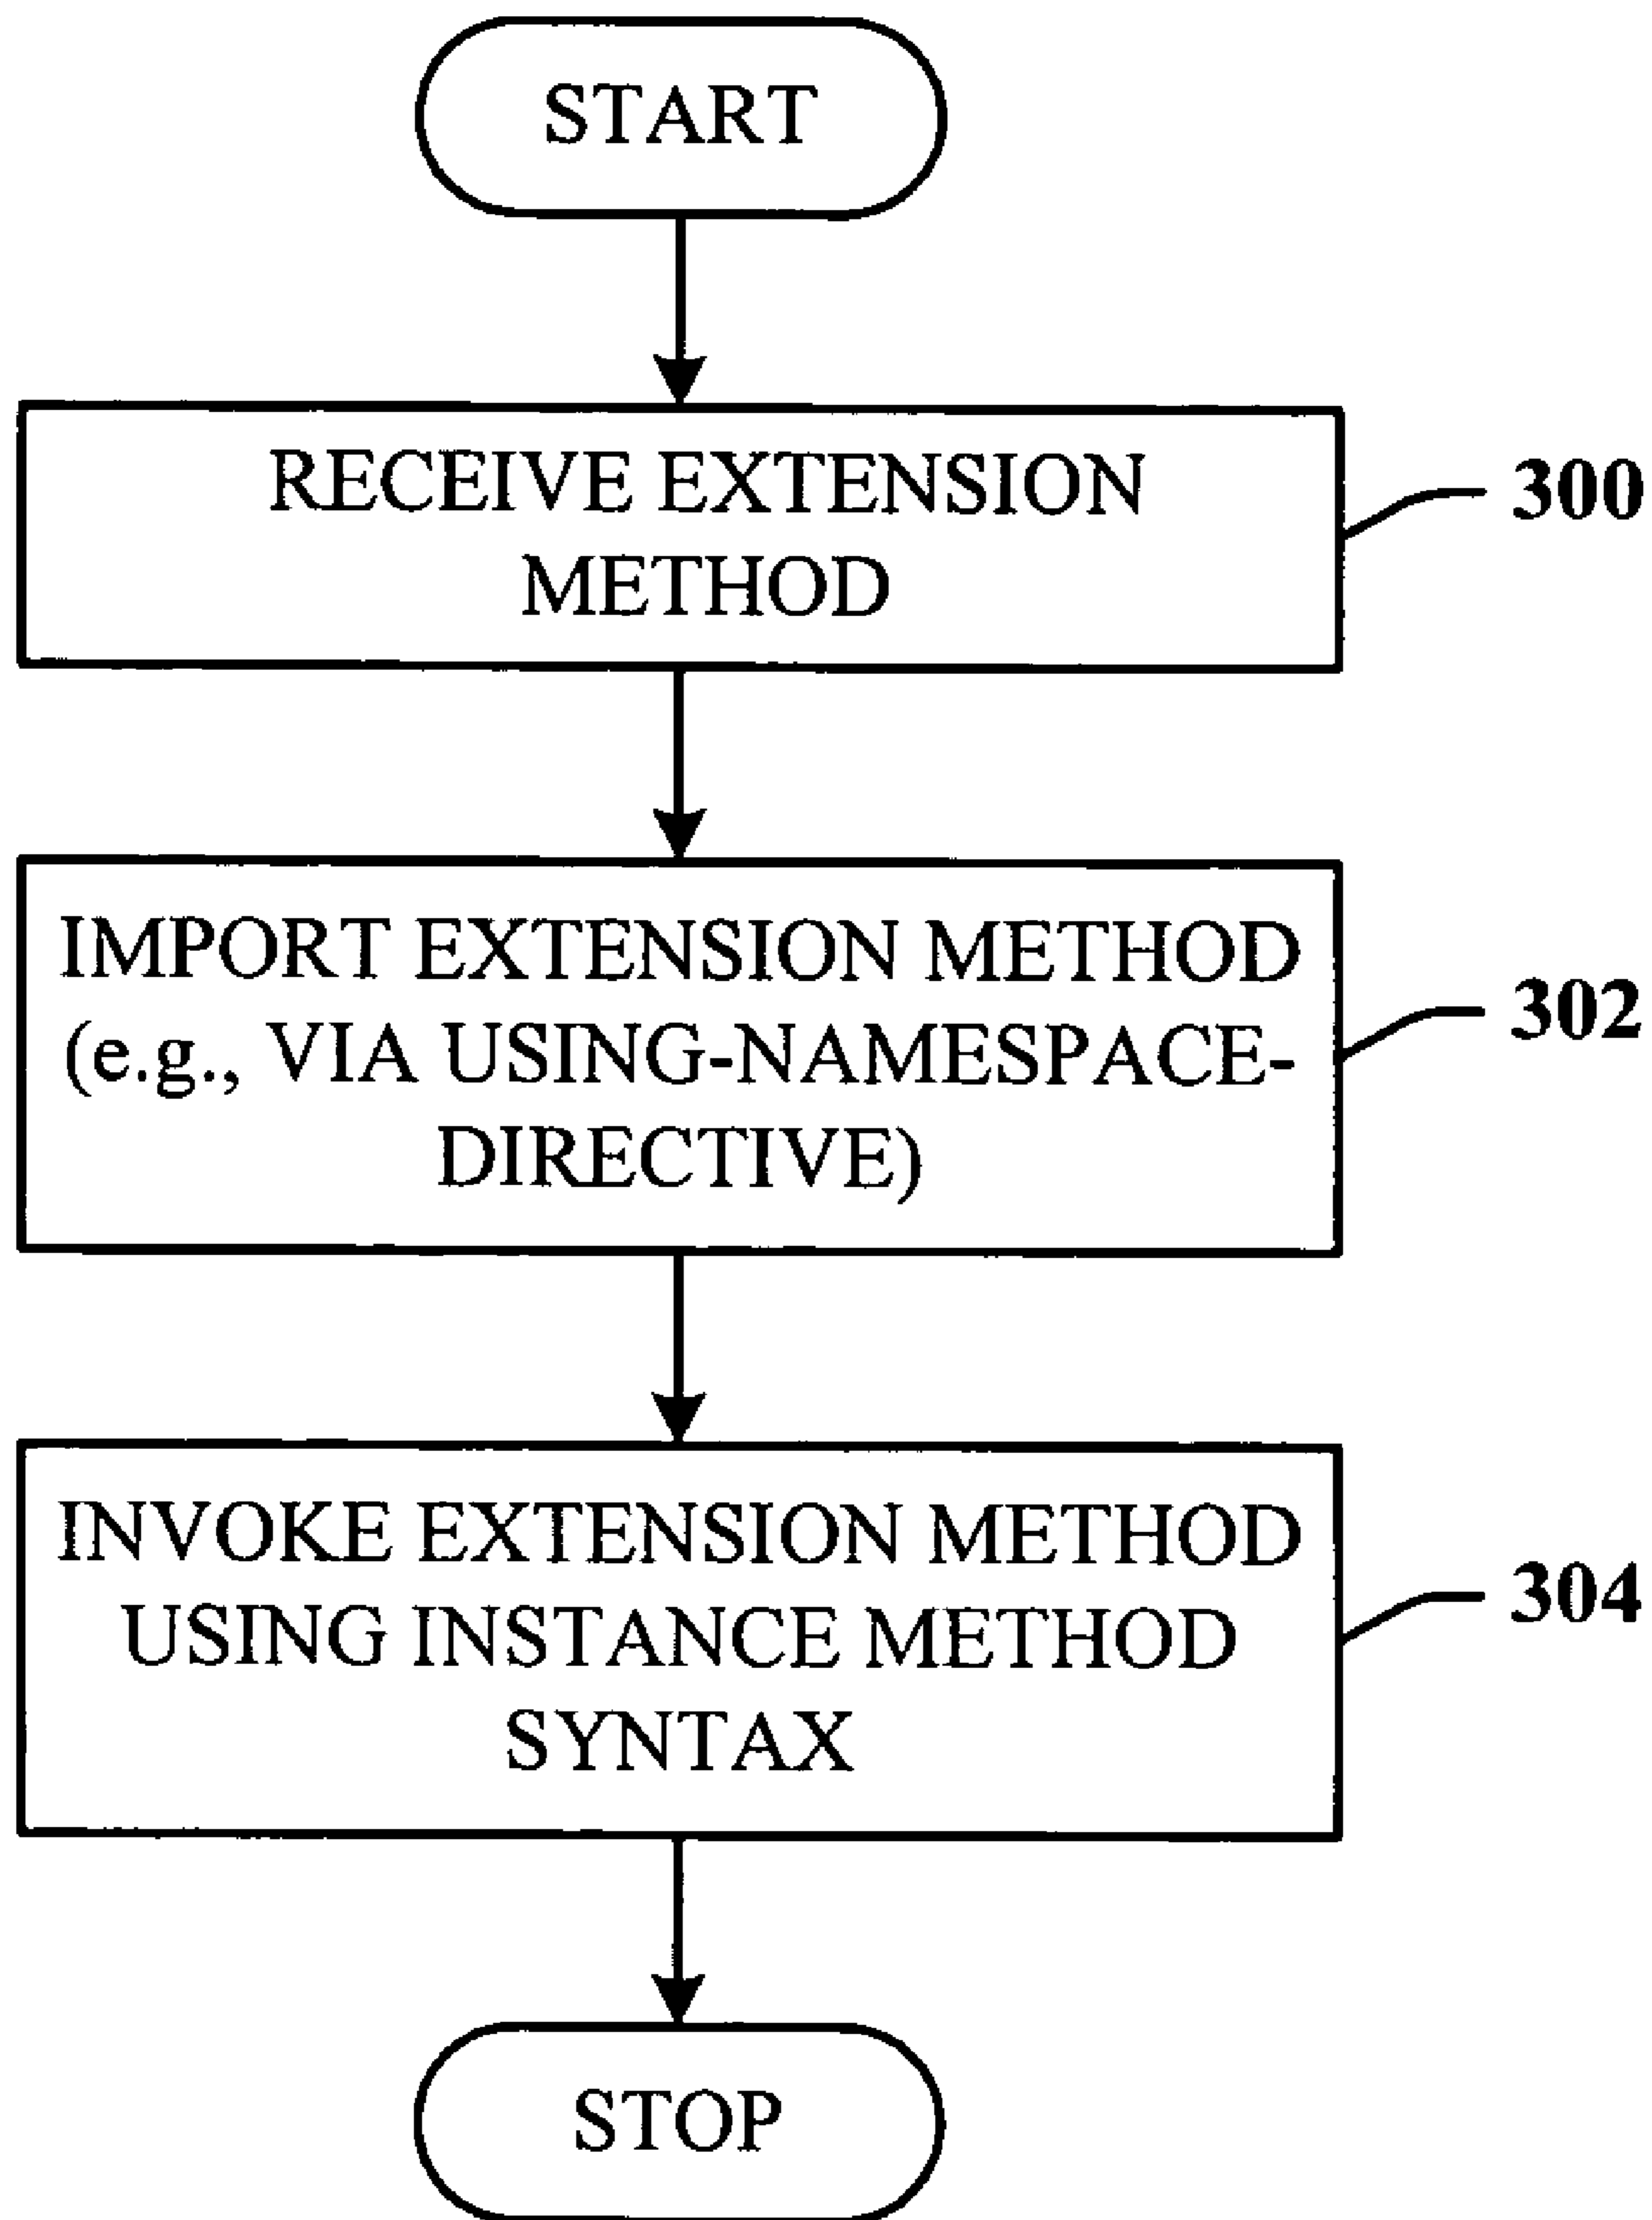 START
RECEIVE EXTENSION
METHOD
300
IMPORT EXTENSION METHOD
(e.g., VIA USING-NAMESPACE-
DIRECTIVE)
302
INVOKE EXTENSION METHOD
USING INSTANCE METHOD
SYNTAX
304
STOP